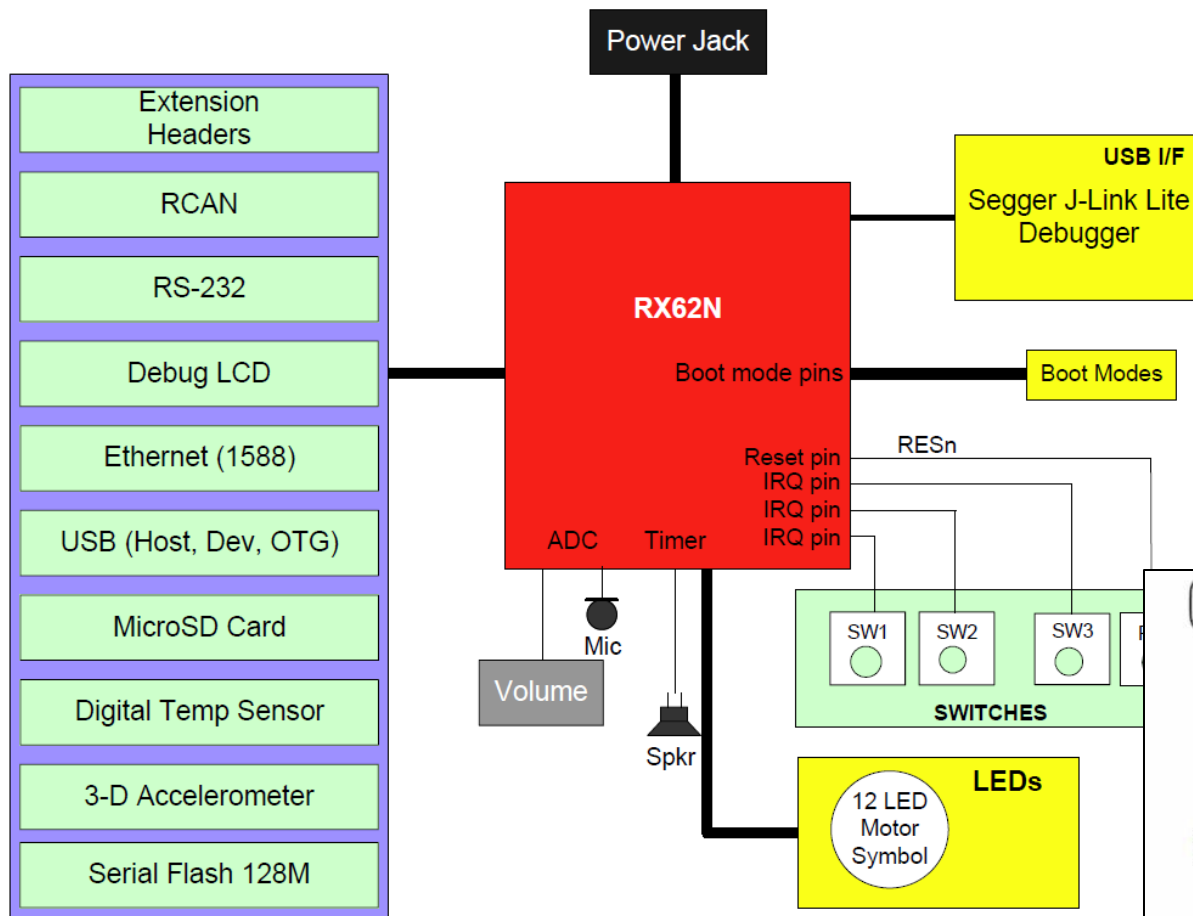 Power Jack
Extension
Headers
RCAN
RS-232
Debug LCD
Ethernet (1588)
USB (Host, Dev, OTG)
MicroSD Card
Digital Temp Sensor
3-D Accelerometer
Serial Flash 128M
RX62N
Boot mode pins
Reset pin
IRQ pin
IRQ pin
IRQ pin
ADC
Timer
USB I/F
Segger J-Link Lite
Debugger
Boot Modes
RESn
Mic
Volume
Spkr
SW1
SW2
SW3
SWITCHES
LEDs
12 LED
Motor
Symbol